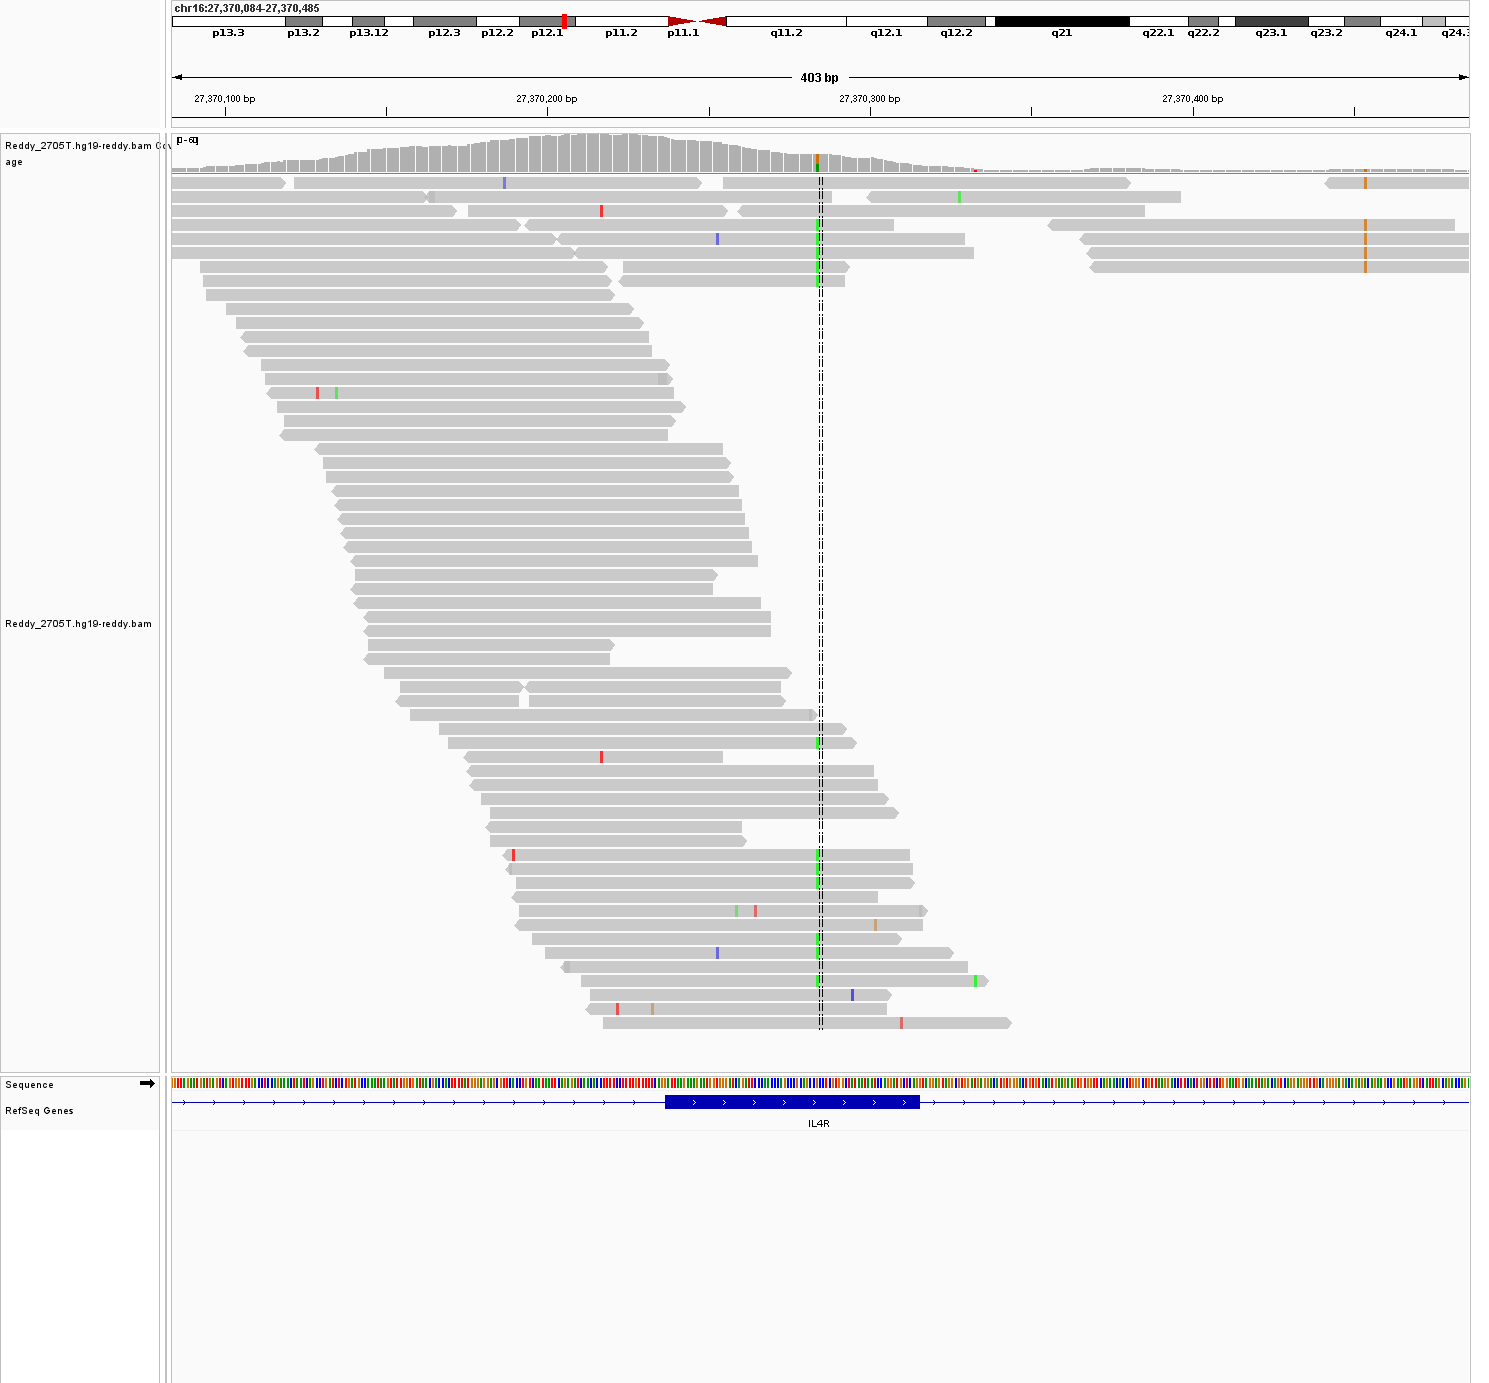 chr16:27,370,084-27,370,485
p13.3 p13.2 p13.12 p12.3 p12.2 p12.1 p11.2 p11.1 q11.2 q12.1 q12.2 q21 q22.1 q22.2 q23.1 q23.2 q24.1 q24.3
403 bp
27,370,100 bp 27,370,200 bp 27,370,300 bp 27,370,400 bp
Reddy_2705T.hg19-reddy.bam Cov
age
[0-60]
Reddy_2705T.hg19-reddy.bam
Sequence
RefSeq Genes
IL4R